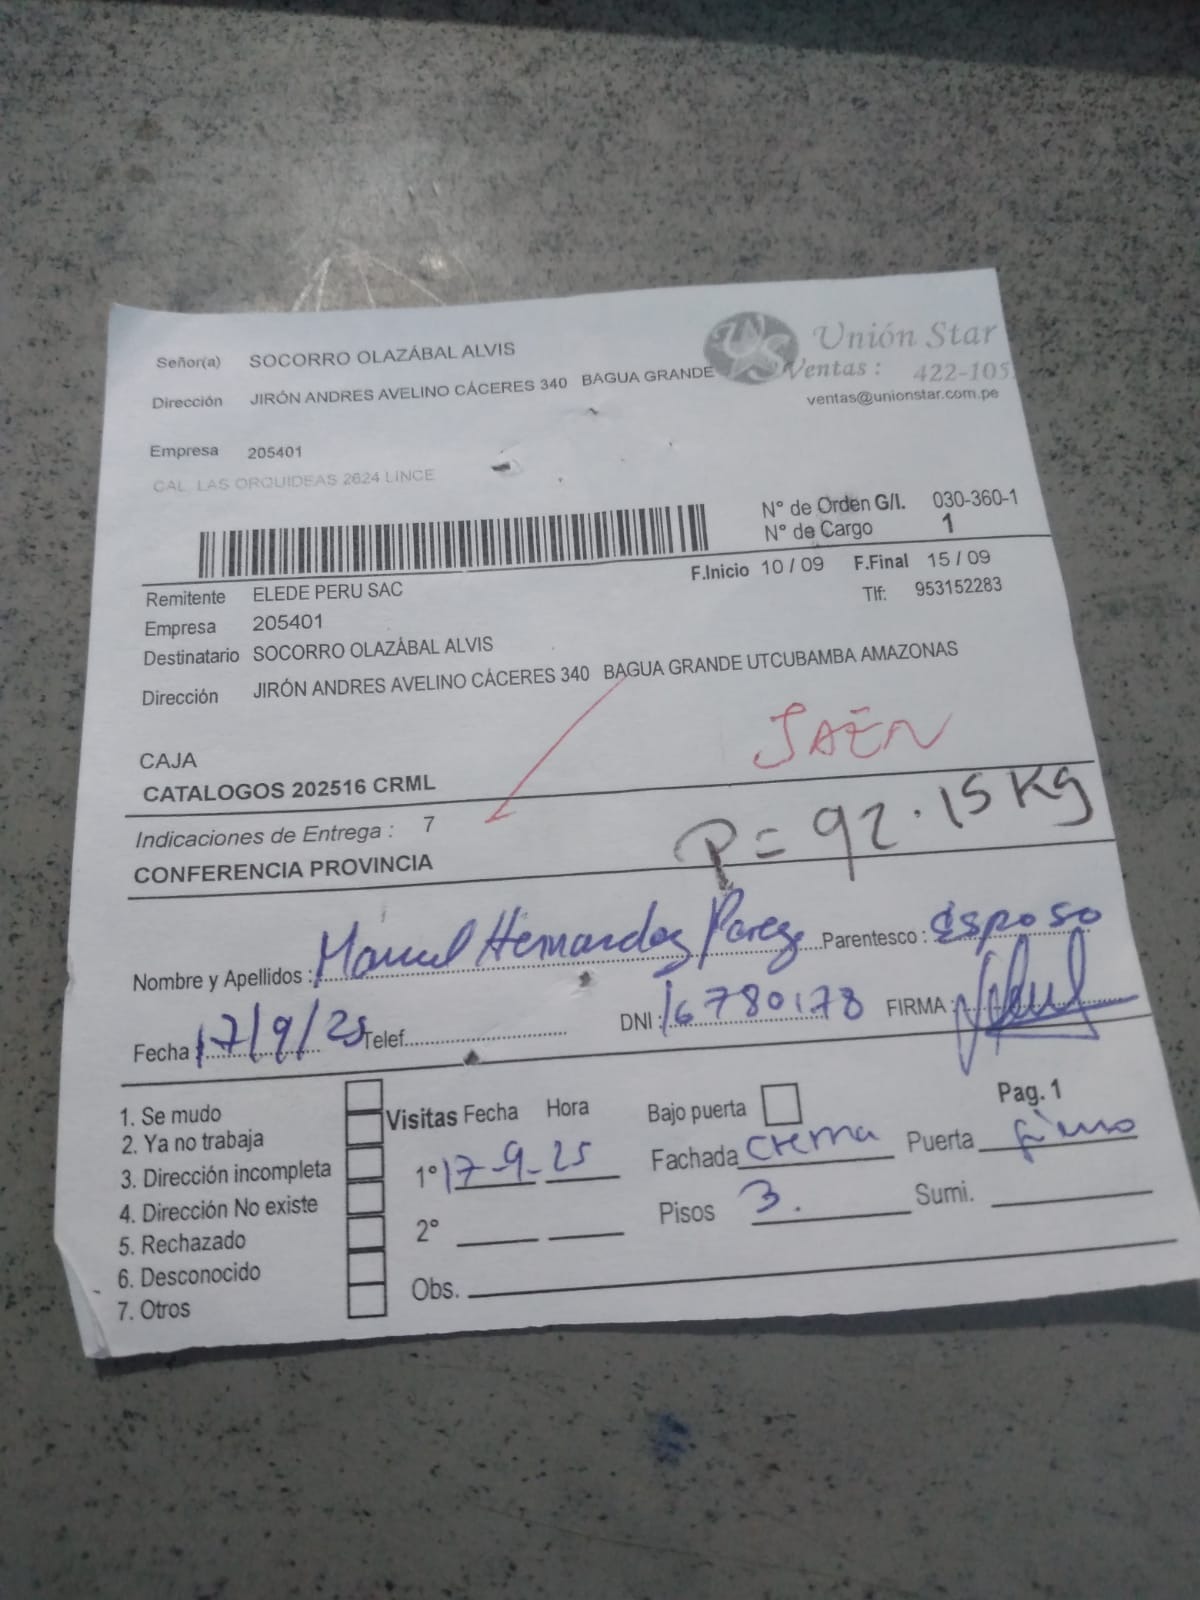 Señor(a) SOCORRO OLAZÁBAL ALVIS
Unión Star
Dirección JIRÓN ANDRES AVELINO CÁCERES 340 BAGUA GRANDE
Ventas : 422-105
ventas@unionstar.com.pe
Empresa 205401
CAL. LAS ORQUIDEAS 2624 LINCE
N° de Orden G/I. 030-360-1
N° de Cargo 1
F.Inicio 10 / 09 F.Final 15 / 09
Remitente ELEDE PERU SAC
Tlf: 953152283
Empresa 205401
Destinatario SOCORRO OLAZÁBAL ALVIS
Dirección JIRÓN ANDRES AVELINO CÁCERES 340 BAGUA GRANDE UTCUBAMBA AMAZONAS
JAÉN
CAJA
CATALOGOS 202516 CRML
P = 92.15 Kg
Indicaciones de Entrega : 7
CONFERENCIA PROVINCIA
Nombre y Apellidos : Manuel Hernandez Perez Parentesco : Esposo
Fecha 17/9/25 Telef. DNI : 16780178 FIRMA :
Pag. 1
1. Se mudo
2. Ya no trabaja
3. Dirección incompleta
4. Dirección No existe
5. Rechazado
6. Desconocido
7. Otros
Visitas Fecha Hora
1° 17-9-25
2°
Obs.
Bajo puerta
Fachada crema Puerta
Pisos 3. Sumi.